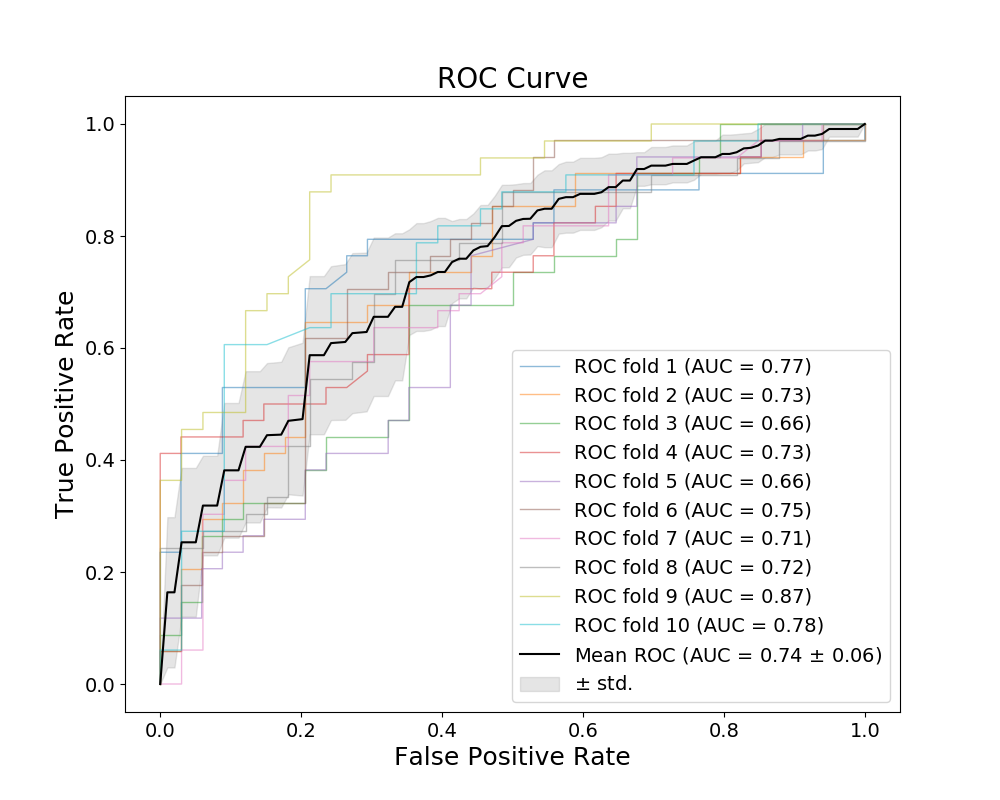 ROC Curve
True Positive Rate
1.0
0.8
0.6
0.4
0.2
0.0
ROC fold 1 (AUC = 0.77)
ROC fold 2 (AUC = 0.73)
ROC fold 3 (AUC = 0.66)
ROC fold 4 (AUC = 0.73)
ROC fold 5 (AUC = 0.66)
ROC fold 6 (AUC = 0.75)
ROC fold 7 (AUC = 0.71)
ROC fold 8 (AUC = 0.72)
ROC fold 9 (AUC = 0.87)
ROC fold 10 (AUC = 0.78)
Mean ROC (AUC = 0.74 ± 0.06)
± std.
0.0 0.2 0.4 0.6 0.8 1.0
False Positive Rate